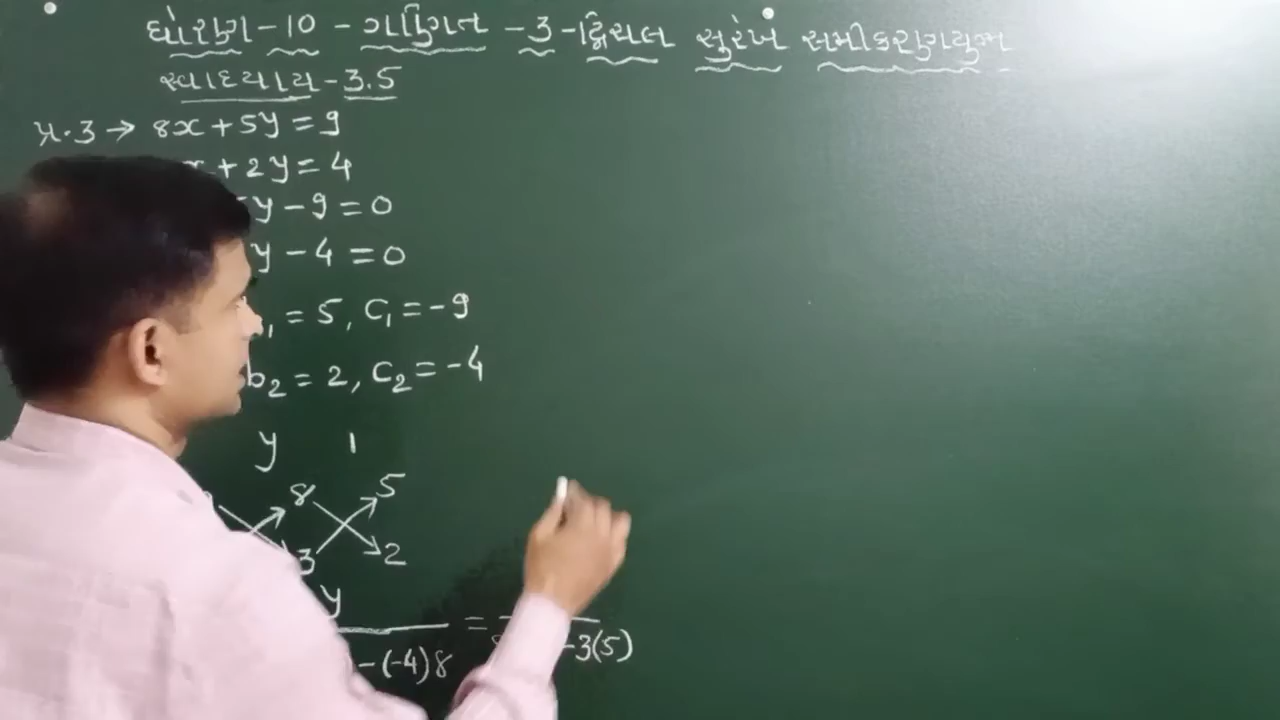 ધોરણ-10 - ગણિત -3-દ્વિચલ સુરેખ સમીકરણયુગ્મ
સ્વાધ્યાય-3.5
પ્ર.3 → 8x + 5y = 9
x + 2y = 4
y - 9 = 0
y - 4 = 0
₁ = 5, C₁ = -9
b₂ = 2, C₂ = -4
y 1
8 5
3 2
y
=
-(-4)8 -3(5)